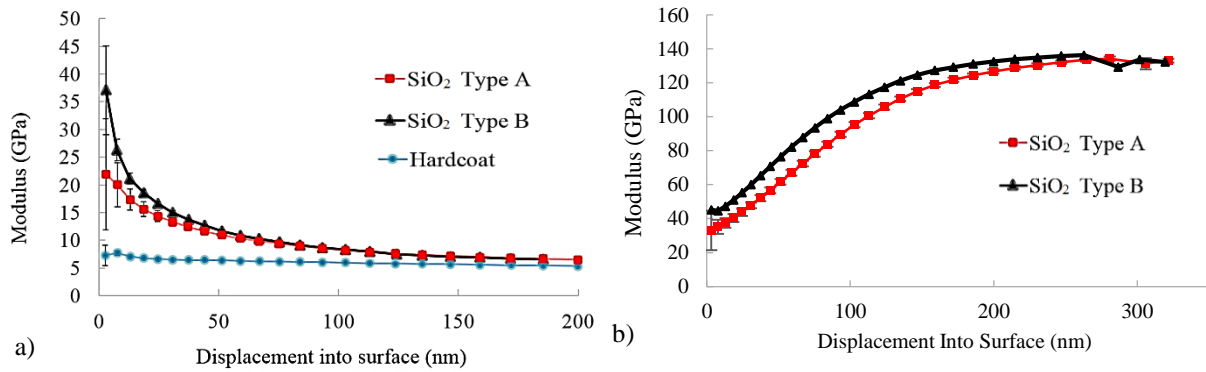 50
45
40
35
30
25
20
15
10
5
0
Modulus (GPa)
SiO₂ Type A
SiO₂ Type B
Hardcoat
0 50 100 150 200
Displacement into surface (nm)
a)
160
140
120
100
80
60
40
20
0
Modulus (GPa)
SiO₂ Type A
SiO₂ Type B
0 100 200 300
Displacement Into Surface (nm)
b)